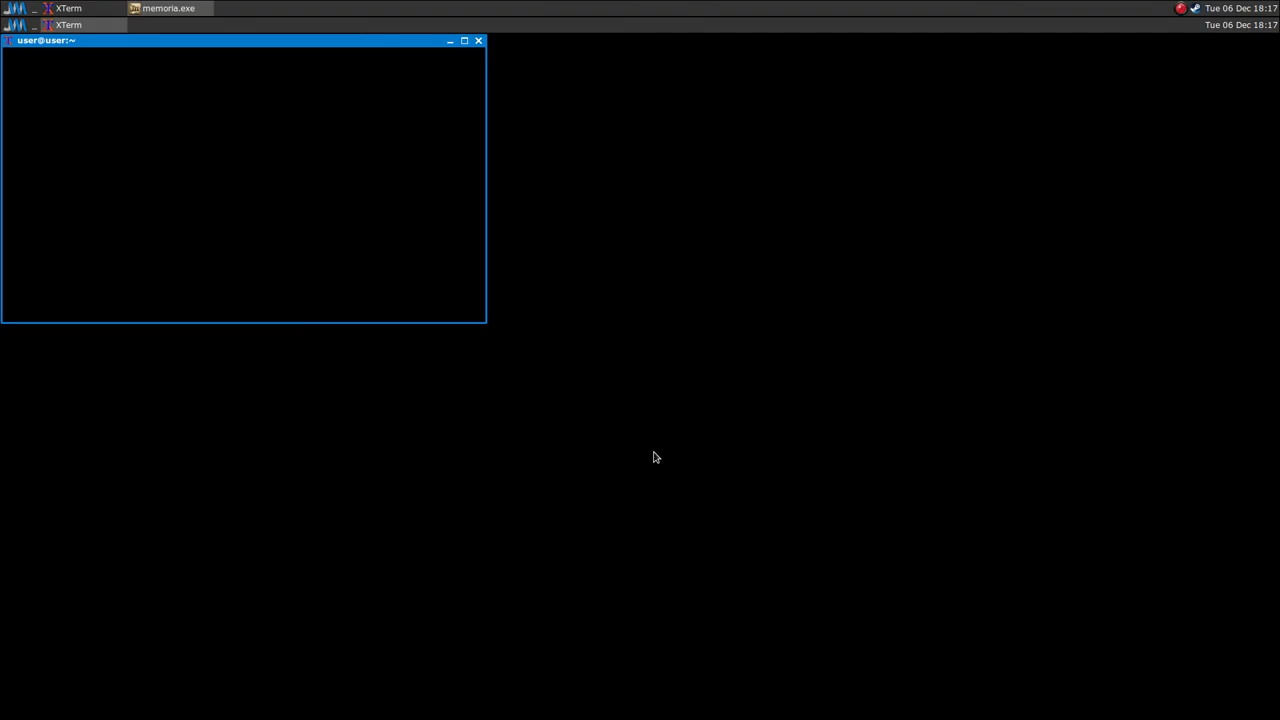 XTerm memoria.exe Tue 06 Dec 18:17
XTerm Tue 06 Dec 18:17
user@user:~